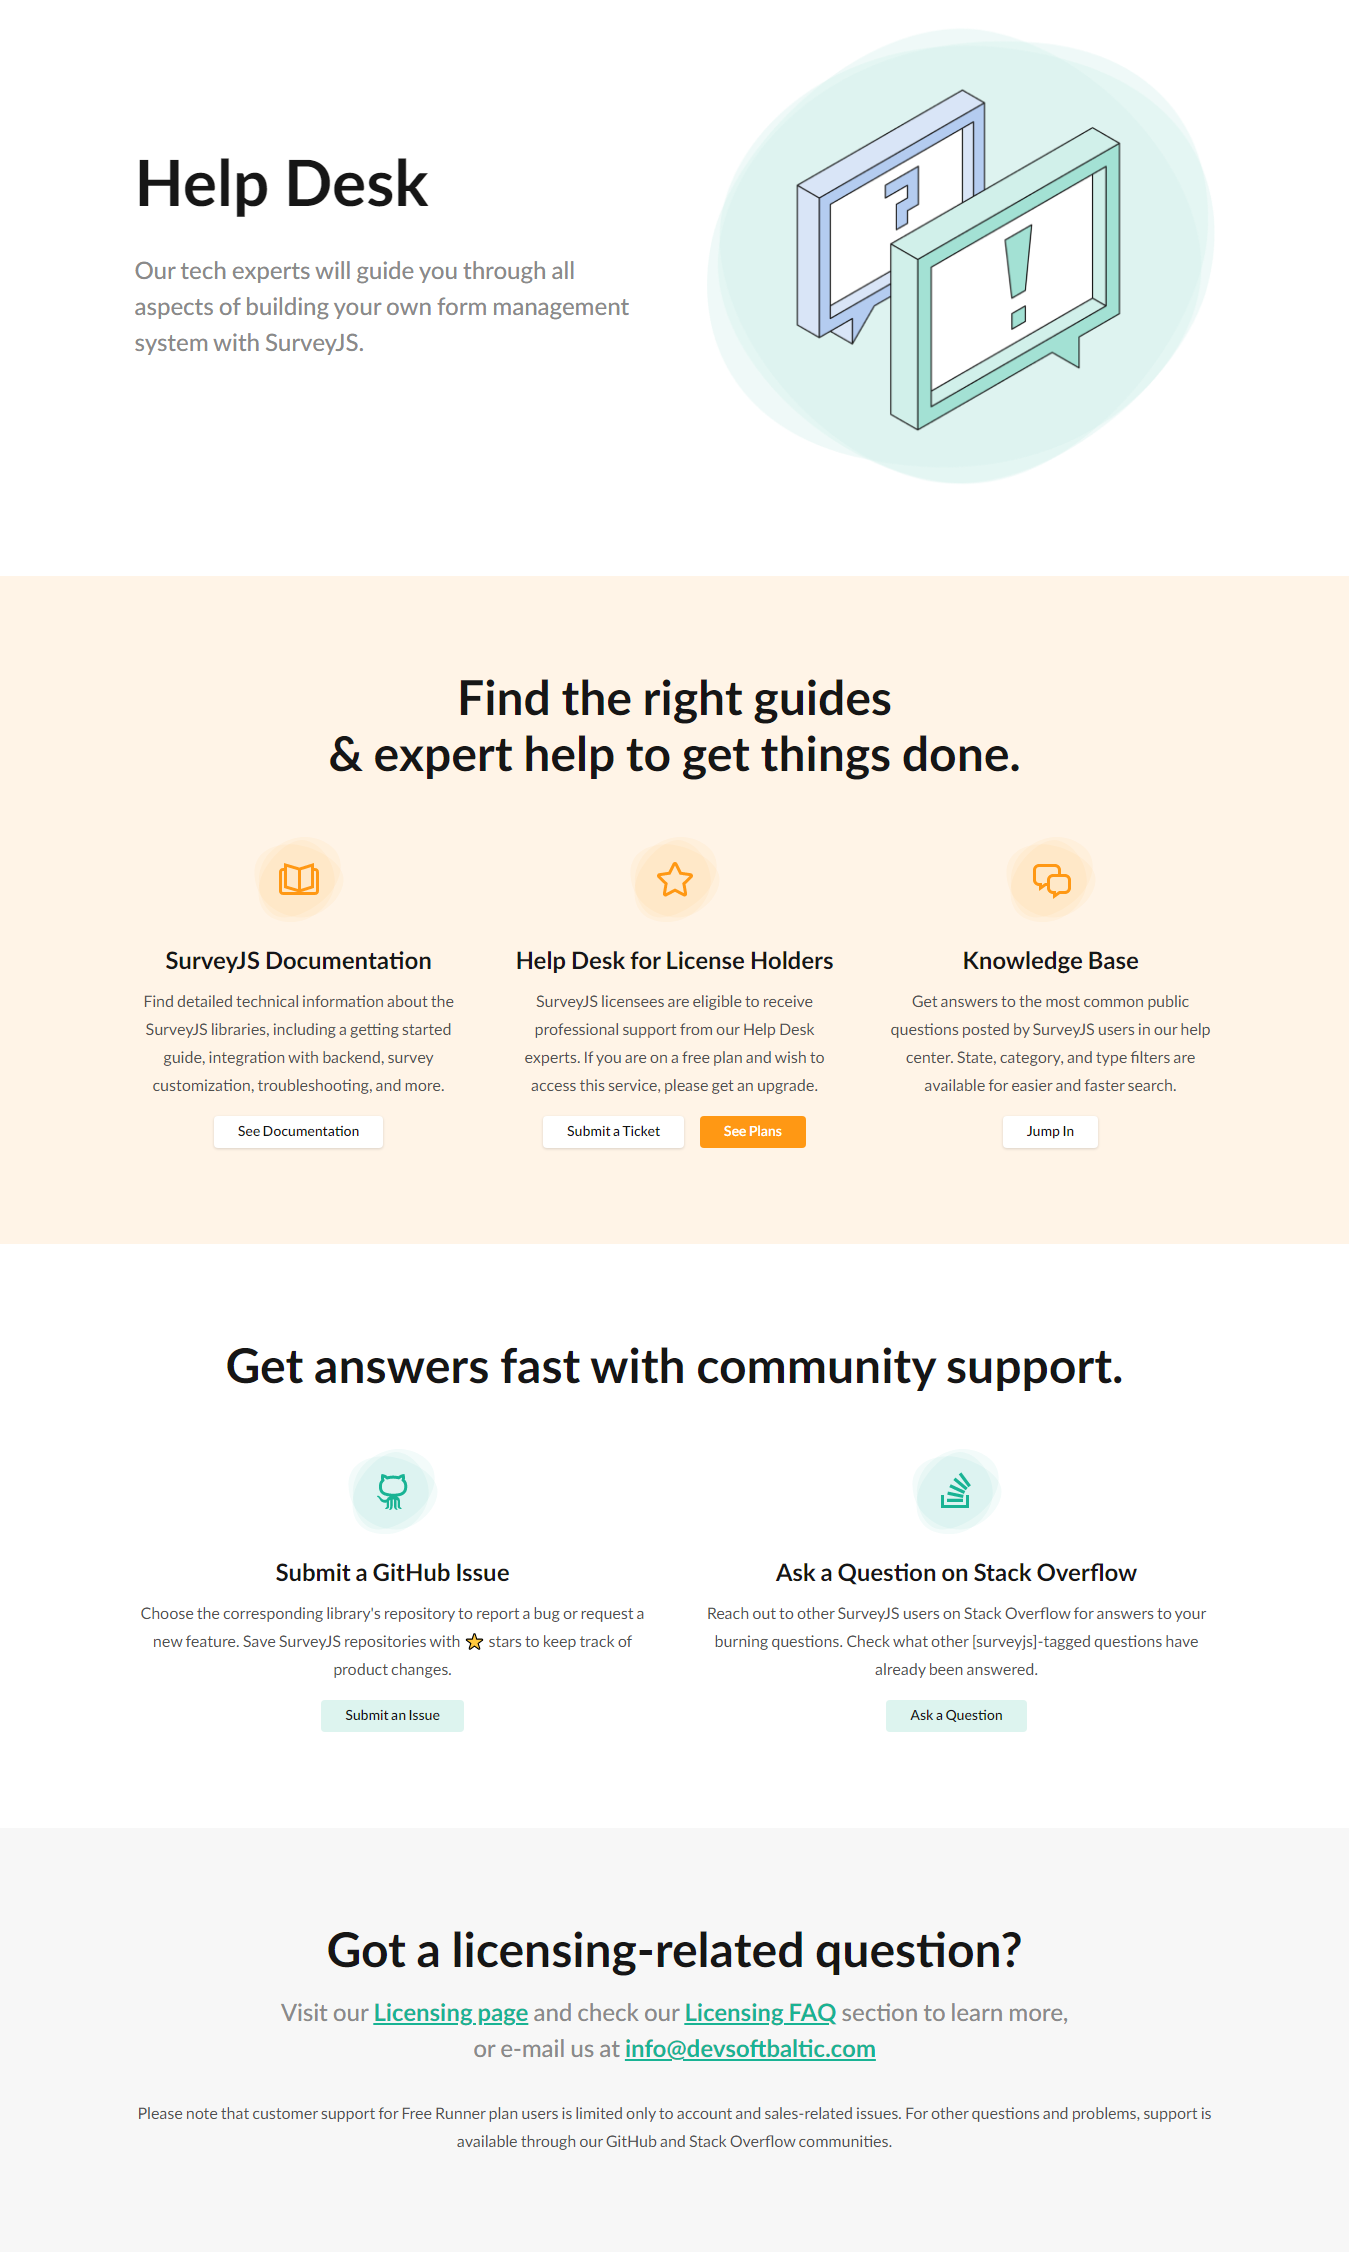 Help Desk
Our tech experts will guide you through all
aspects of building your own form management
system with SurveyJS.
?
!
Find the right guides
& expert help to get things done.
SurveyJS Documentation
Find detailed technical information about the
SurveyJS libraries, including a getting started
guide, integration with backend, survey
customization, troubleshooting, and more.
See Documentation
Help Desk for License Holders
SurveyJS licensees are eligible to receive
professional support from our Help Desk
experts. If you are on a free plan and wish to
access this service, please get an upgrade.
Submit a Ticket
See Plans
Knowledge Base
Get answers to the most common public
questions posted by SurveyJS users in our help
center. State, category, and type filters are
available for easier and faster search.
Jump In
Get answers fast with community support.
Submit a GitHub Issue
Choose the corresponding library's repository to report a bug or request a
new feature. Save SurveyJS repositories with ⭐ stars to keep track of
product changes.
Submit an Issue
Ask a Question on Stack Overflow
Reach out to other SurveyJS users on Stack Overflow for answers to your
burning questions. Check what other [surveyjs]-tagged questions have
already been answered.
Ask a Question
Got a licensing-related question?
Visit our Licensing page and check our Licensing FAQ section to learn more,
or e-mail us at info@devsoftbaltic.com
Please note that customer support for Free Runner plan users is limited only to account and sales-related issues. For other questions and problems, support is
available through our GitHub and Stack Overflow communities.